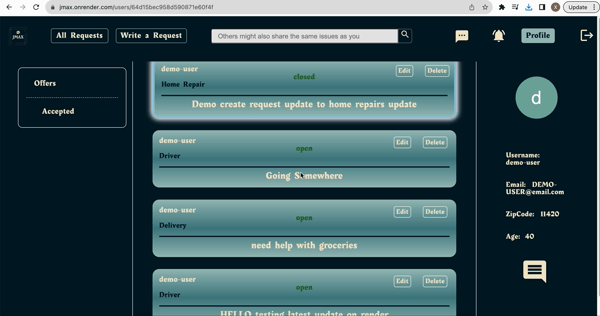 jmax.onrender.com/users/64d15bec958d590871e60f4f
Update
JMAX
All Requests
Write a Request
Others might also share the same issues as you
Profile
Offers
Accepted
demo-user
closed
Edit
Delete
Home Repair
Demo create request update to home repairs update
demo-user
open
Edit
Delete
Driver
Going Somewhere
demo-user
open
Edit
Delete
Delivery
need help with groceries
demo-user
open
Edit
Delete
Driver
HELLO testing latest update on render
d
Username:
demo-user
Email: DEMO-
USER@email.com
ZipCode: 11420
Age: 40